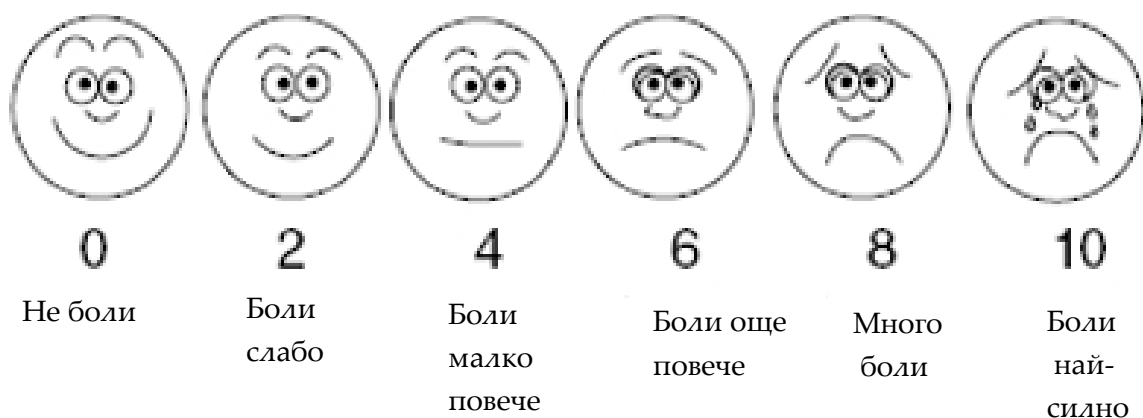 0 2 4 6 8 10
Не боли
Боли
слабо
Боли
малко
повече
Боли още
повече
Много
боли
Боли
най-
силно